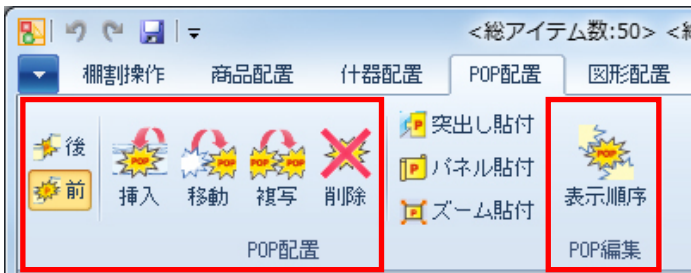 <総アイテム数:50> <
棚割操作 商品配置 什器配置 POP配置 図形配置
後
前
挿入 移動 複写 削除
POP配置
突出し貼付
パネル貼付
ズーム貼付
表示順序
POP編集